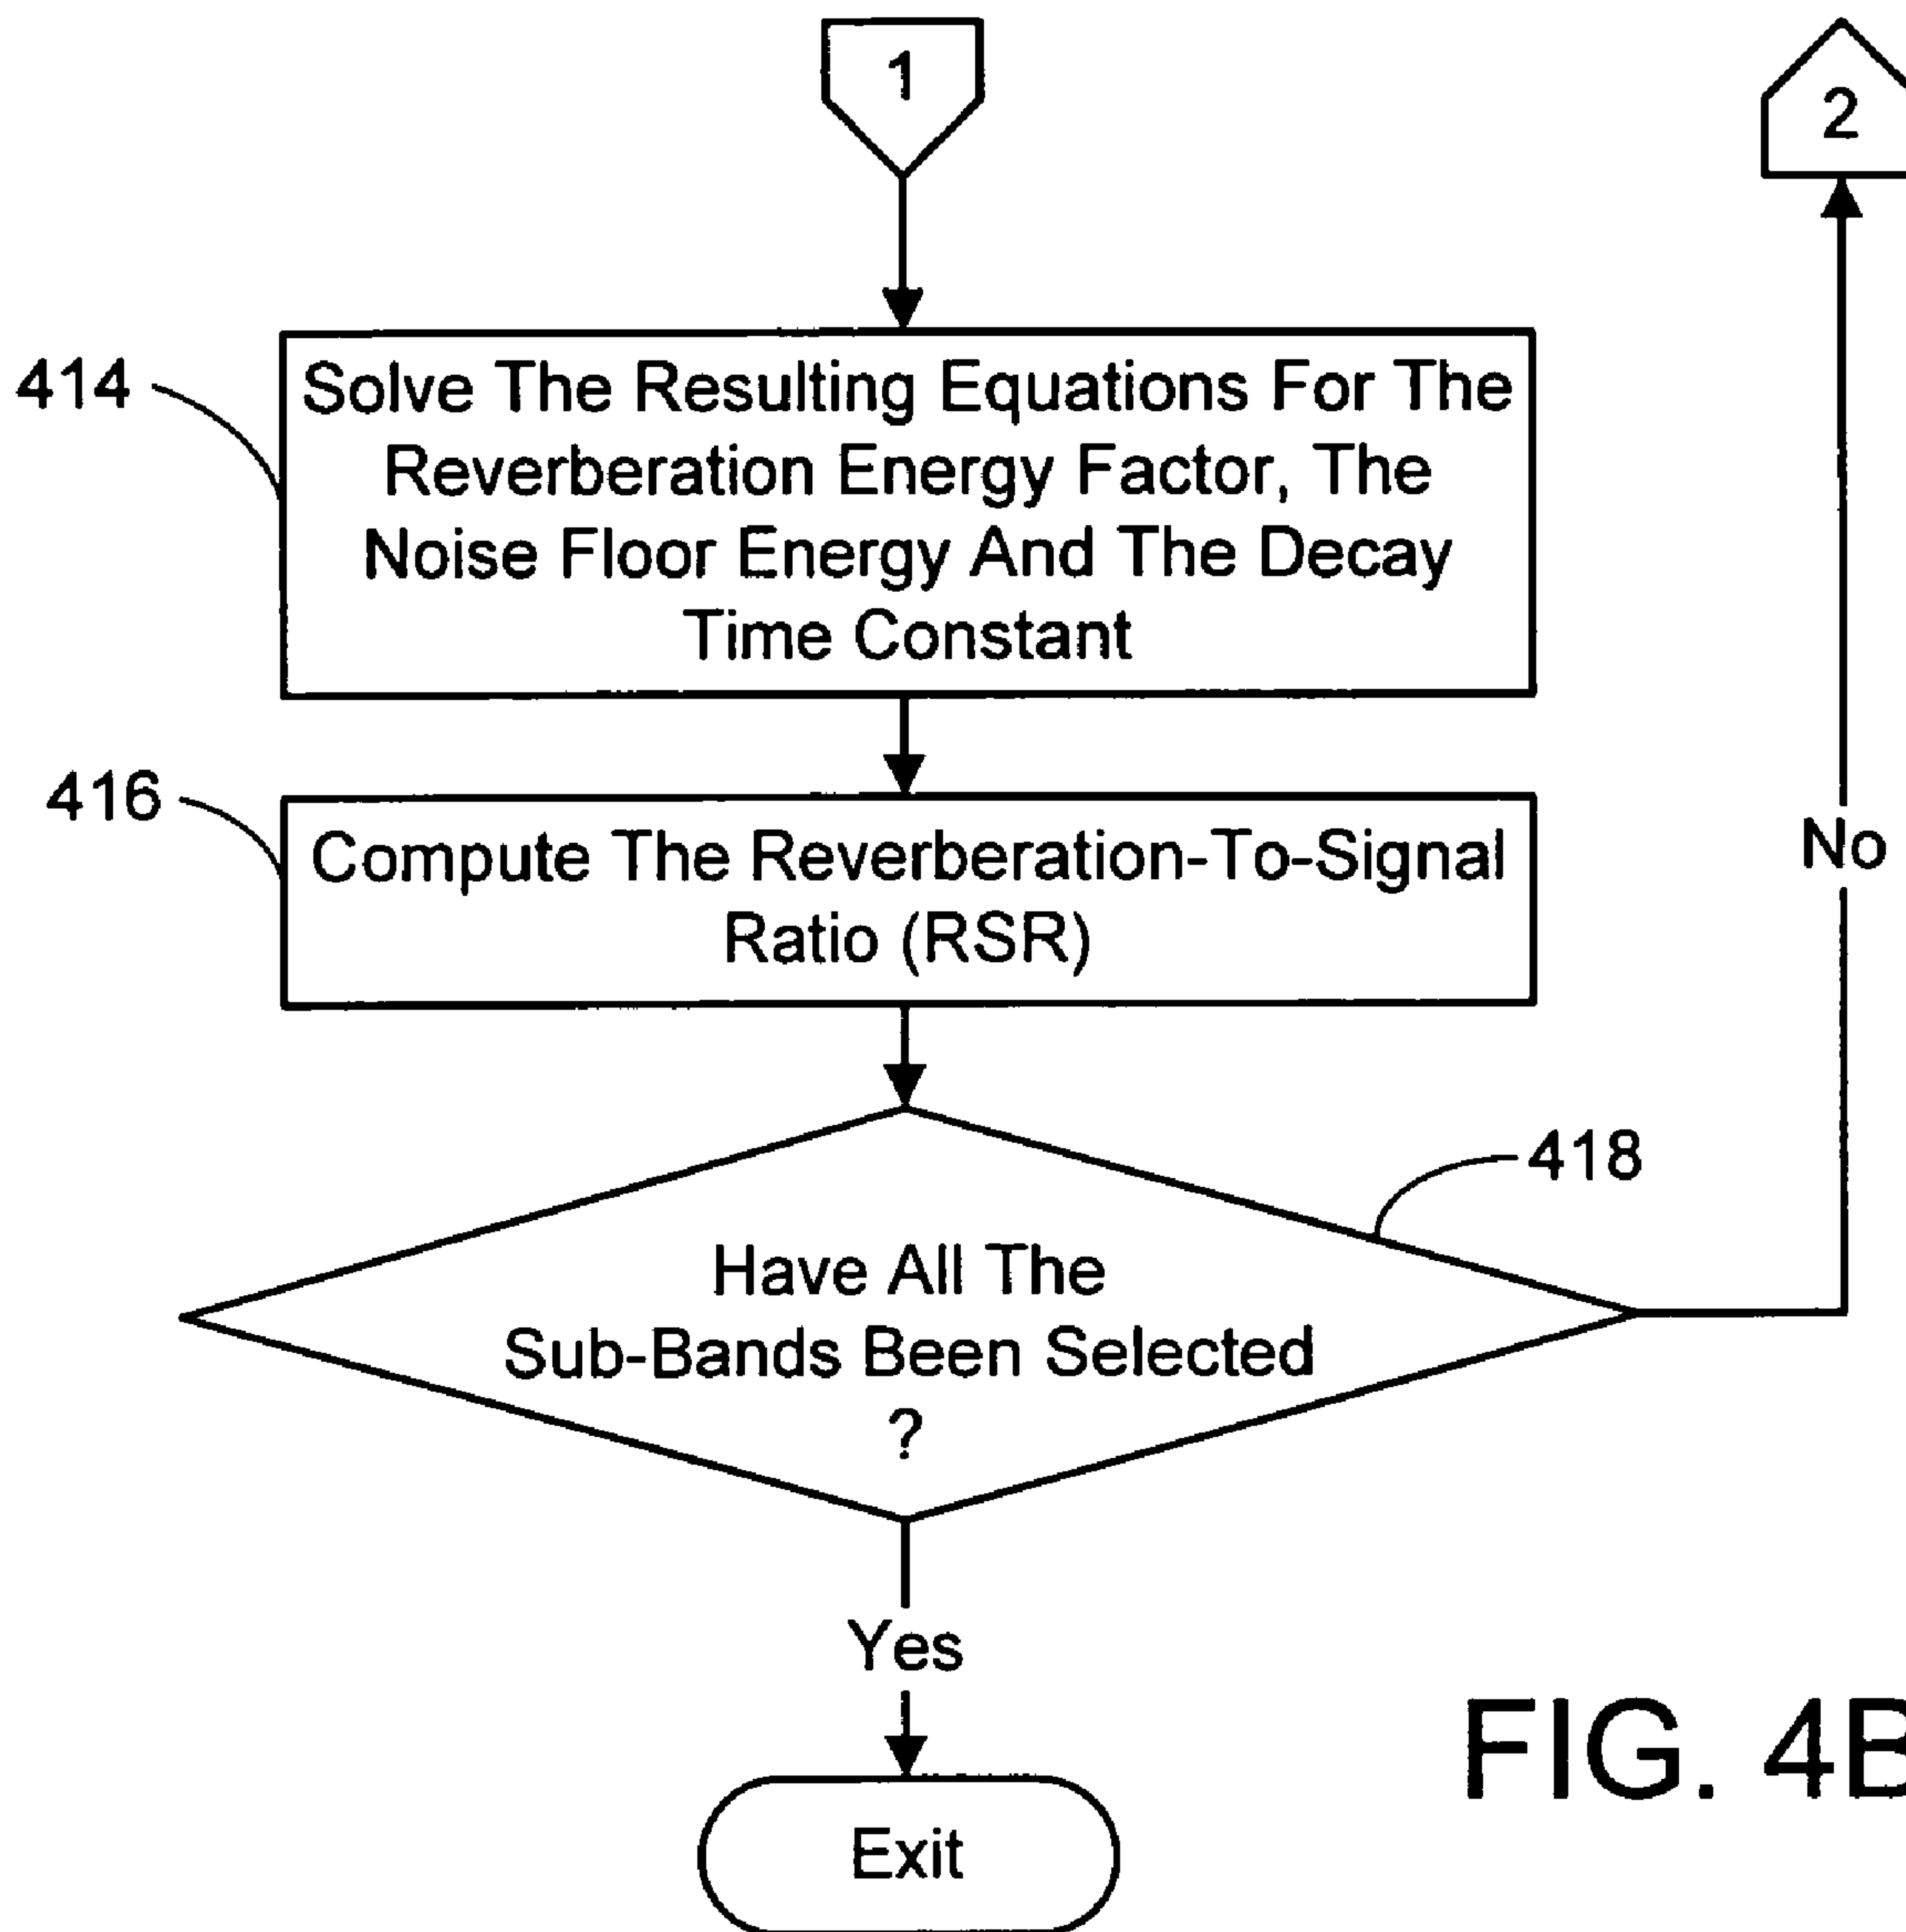 1
2
414
Solve The Resulting Equations For The
Reverberation Energy Factor, The
Noise Floor Energy And The Decay
Time Constant
416
Compute The Reverberation-To-Signal
Ratio (RSR)
No
418
Have All The
Sub-Bands Been Selected
?
Yes
Exit
FIG. 4B